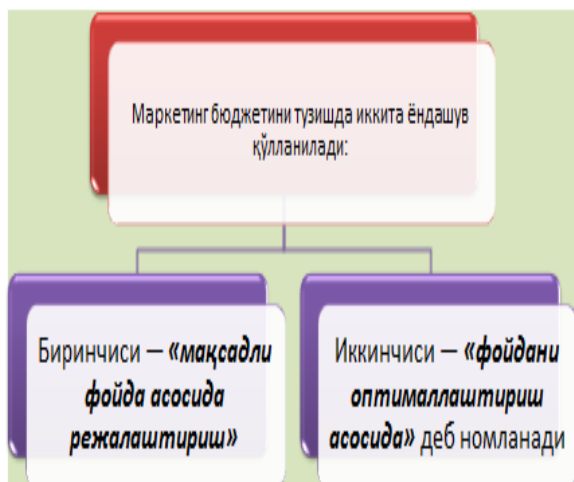 Маркетинг бюджетини тузишда иккита ёндашув
қўлланилади:
Биринчиси – «мақсадли
фойда асосида
режалаштириш»
Иккинчиси – «фойдани
оптималлаштириш
асосида» деб номланади